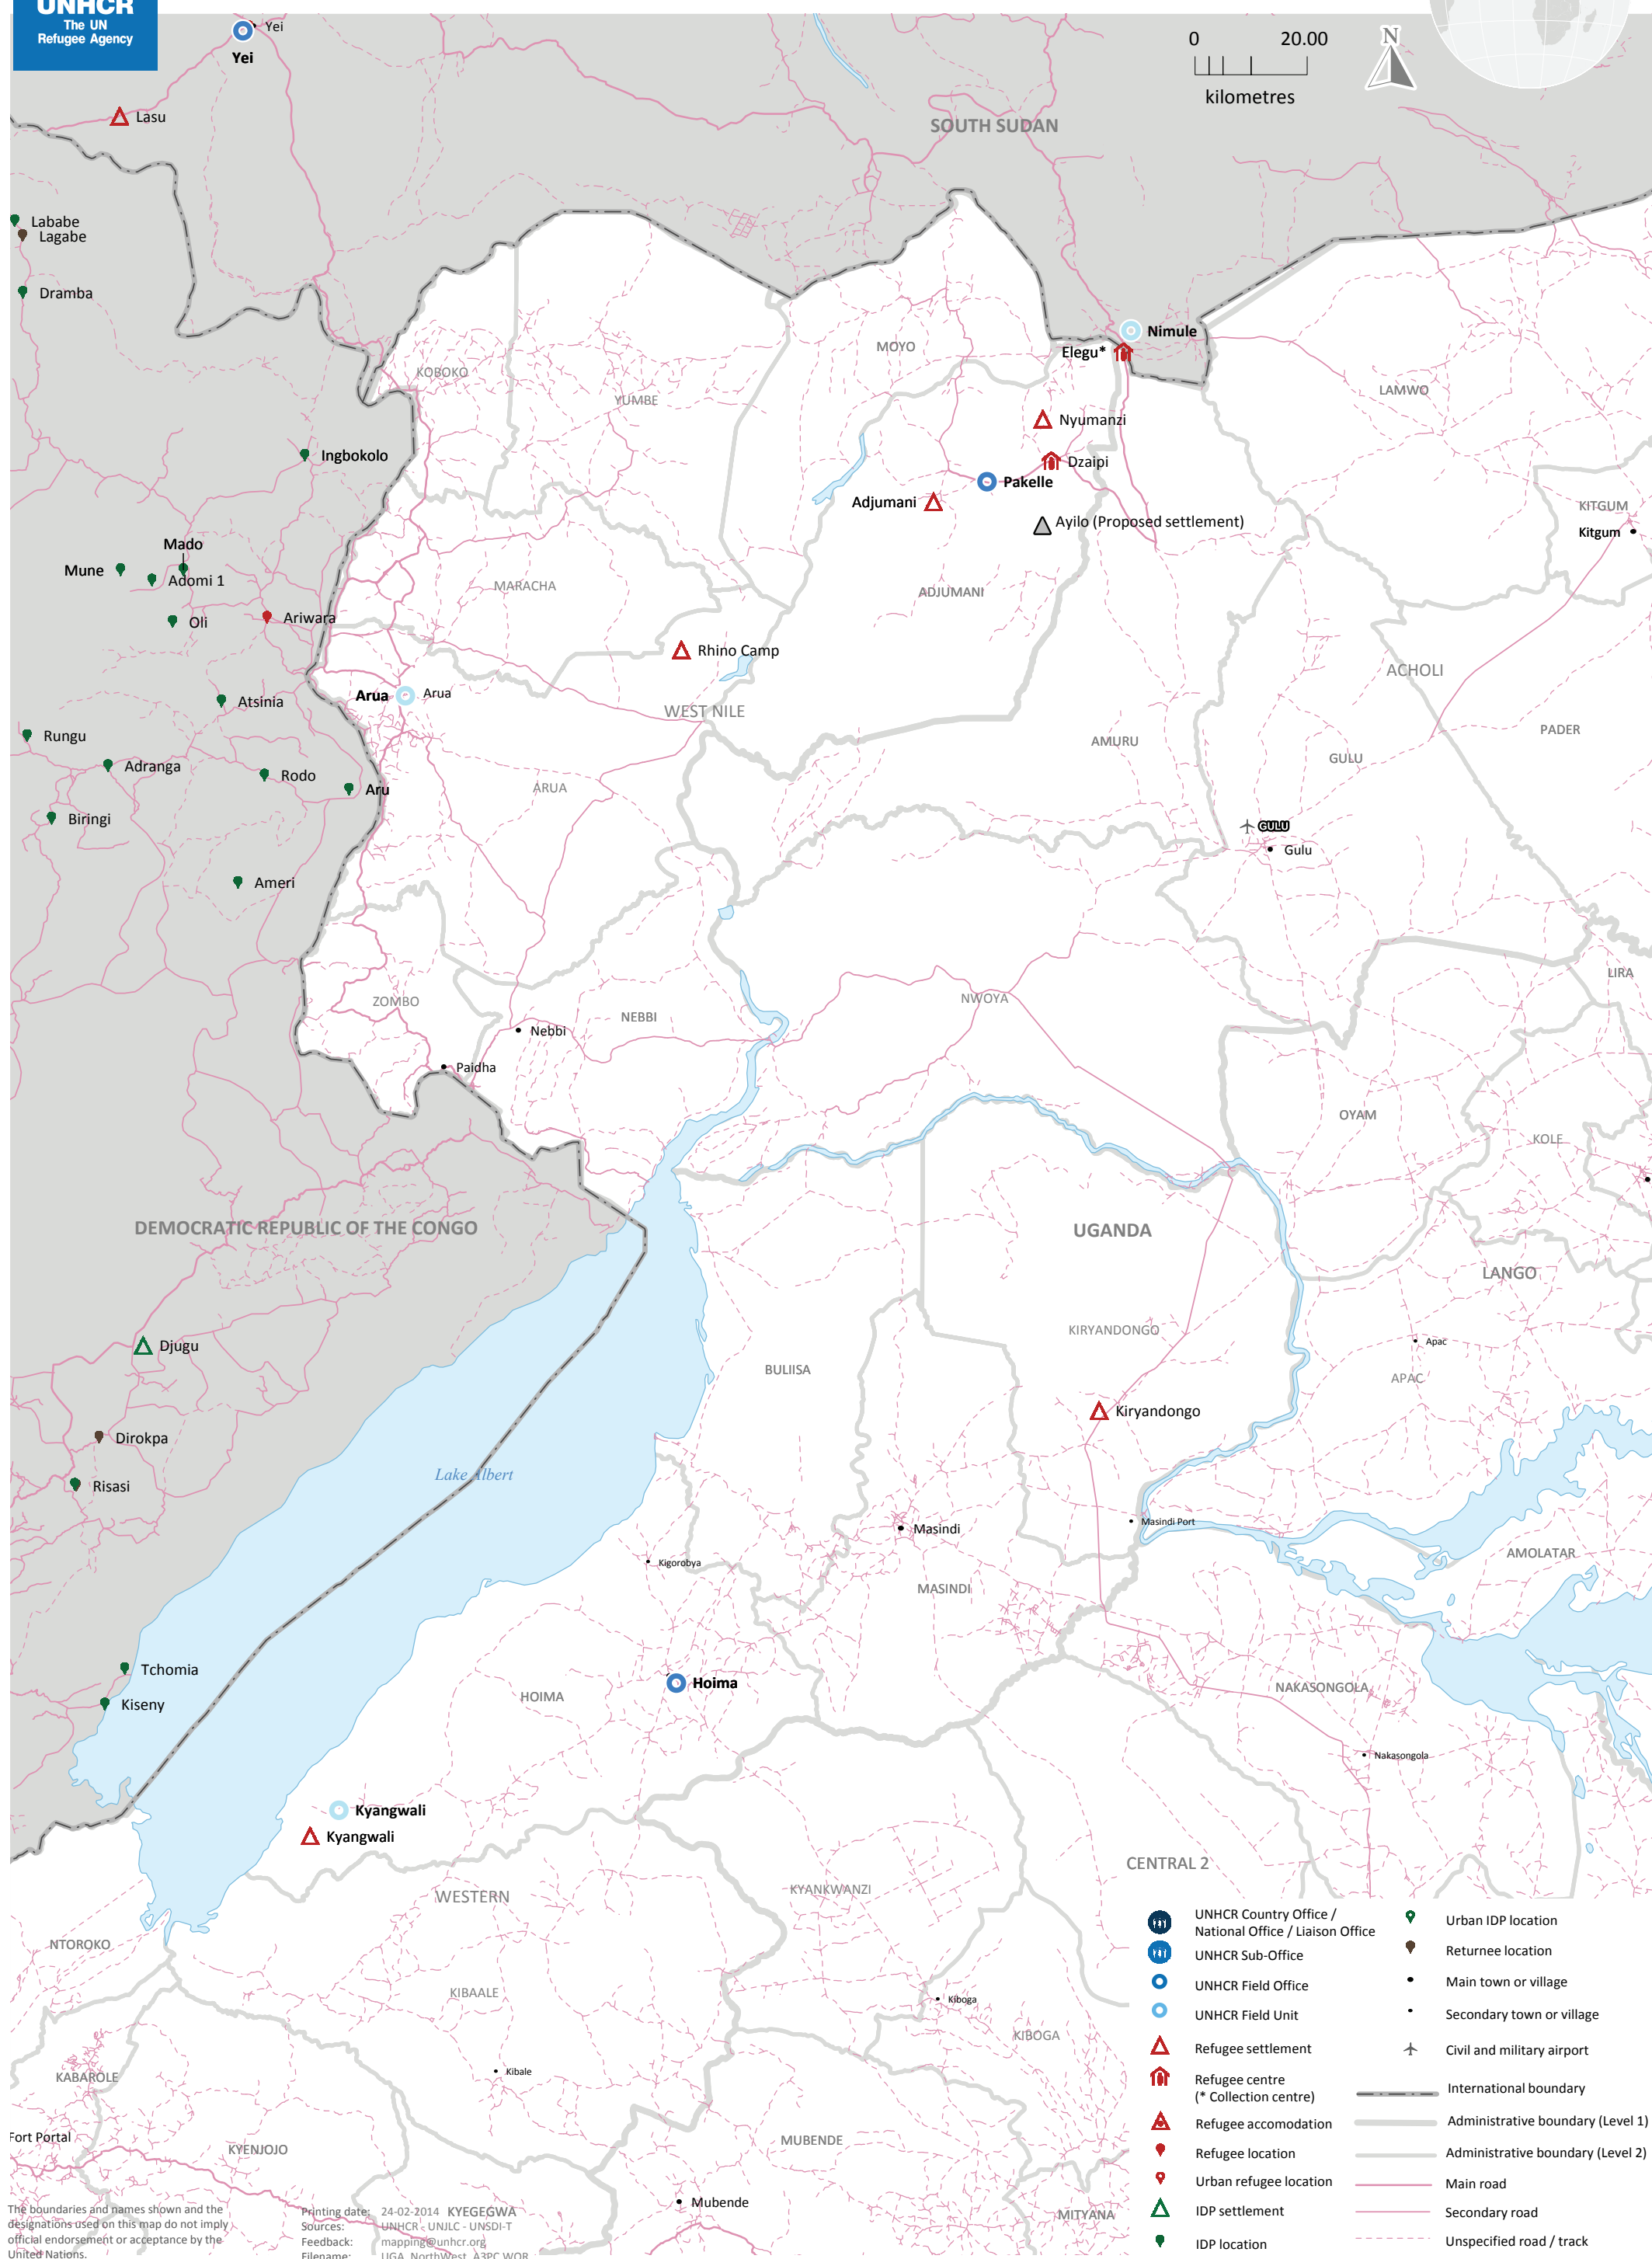 UNHCR
The UN
Refugee Agency
Yei
Yei
0 20.00
kilometres
N
Lasu
SOUTH SUDAN
Lababe
Lagabe
Dramba
Nimule
Elegu*
MOYO
KOBOKO
LAMWO
YUMBE
Nyumanzi
Ingbokolo
Dzaipi
Pakelle
Adjumani
KITGUM
Ayilo (Proposed settlement)
Kitgum
Mado
Mune
Adomi 1
MARACHA
ADJUMANI
Ariwara
Oli
Rhino Camp
ACHOLI
Arua
Arua
Atsinia
WEST NILE
Rungu
PADER
AMURU
GULU
Adranga
Rodo
Aru
ARUA
Biringi
GULU
Gulu
Ameri
LIRA
ZOMBO
NWOYA
NEBBI
Nebbi
Paidha
OYAM
KOLE
DEMOCRATIC REPUBLIC OF THE CONGO
UGANDA
LANGO
KIRYANDONGO
Djugu
Apac
BULIISA
APAC
Kiryandongo
Dirokpa
Lake Albert
Risasi
Masindi Port
Masindi
AMOLATAR
Kigorobya
MASINDI
Tchomia
Hoima
NAKASONGOLA
HOIMA
Kiseny
Nakasongola
Kyangwali
Kyangwali
CENTRAL 2
KYANKWANZI
WESTERN
NTOROKO
KIBAALE
Kiboga
KIBOGA
Kibale
KABAROLE
Fort Portal
KYENJOJO
MUBENDE
Mubende
MITYANA
KYEGEGWA
UNHCR Country Office /
National Office / Liaison Office
UNHCR Sub-Office
UNHCR Field Office
UNHCR Field Unit
Refugee settlement
Refugee centre
(* Collection centre)
Refugee accomodation
Refugee location
Urban refugee location
IDP settlement
IDP location
Urban IDP location
Returnee location
Main town or village
Secondary town or village
Civil and military airport
International boundary
Administrative boundary (Level 1)
Administrative boundary (Level 2)
Main road
Secondary road
Unspecified road / track
The boundaries and names shown and the
designations used on this map do not imply
official endorsement or acceptance by the
United Nations.
Printing date: 24-02-2014
Sources: UNHCR - UNJLC - UNSDI-T
Feedback: mapping@unhcr.org
Filename: UGA_NorthWest_A3PC.WOR